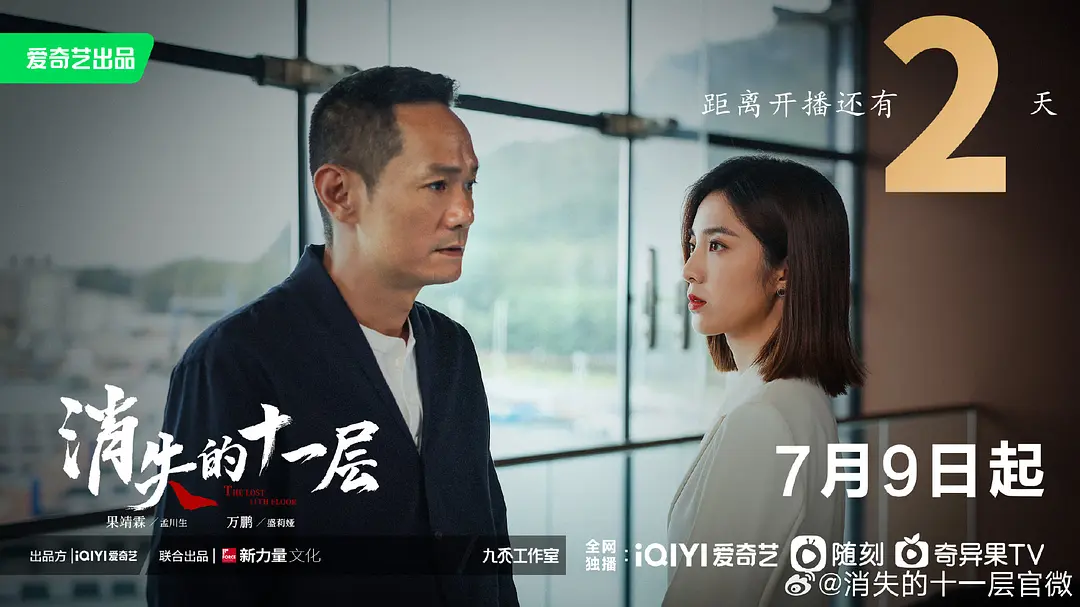 爱奇艺出品
距离开播还有 2 天
消失的十一层
THE LOST
11TH FLOOR
果靖霖/孟川生 万鹏/盛莉娅
7月9日起
出品方 | iQIYI 爱奇艺 联合出品 | FORCE 新力量文化 九木工作室
全网独播: iQIYI 爱奇艺 随刻 奇异果TV
@消失的十一层官微